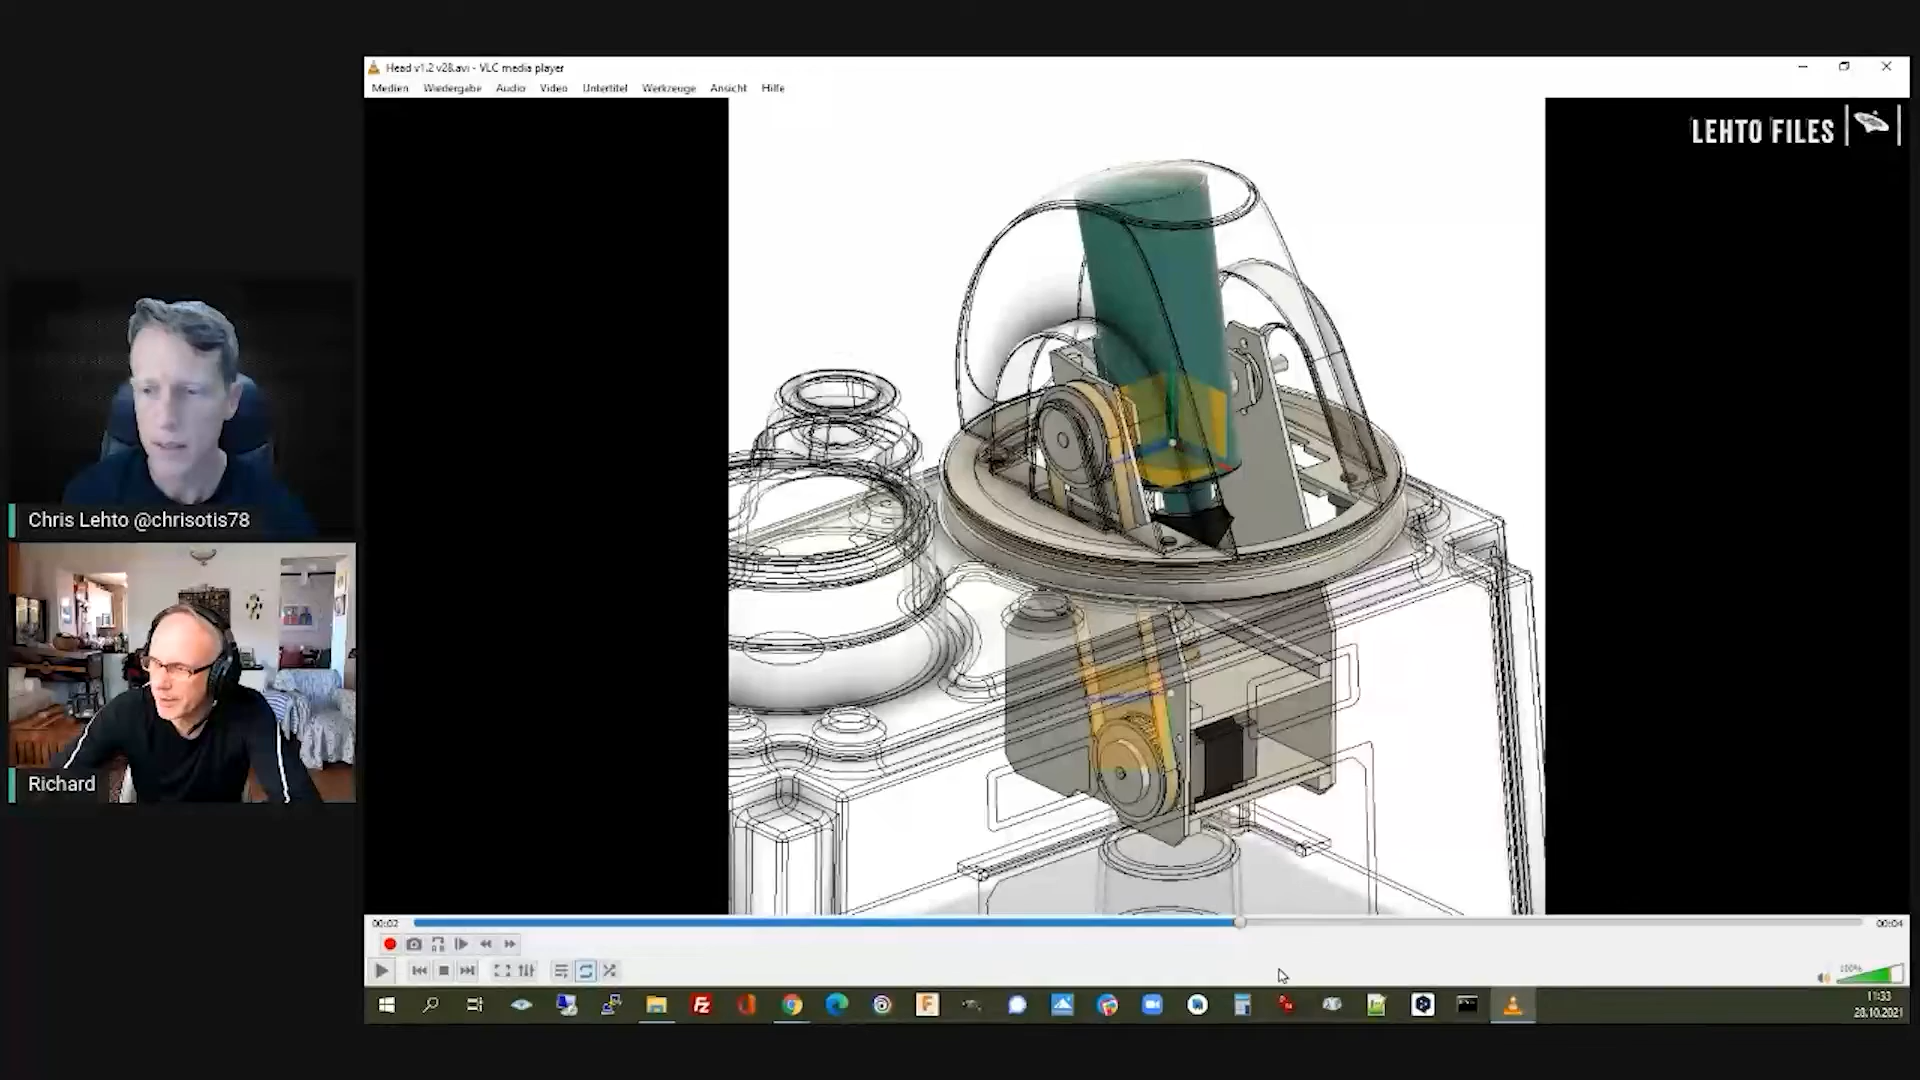 Head v1.2 v28.avi - VLC media player
Medien Wiedergabe Audio Video Untertitel Werkzeuge Ansicht Hilfe
LEHTO FILES
Chris Lehto @chrisotis78
Richard
00:02
00:04
100%
11:33
28.10.2021